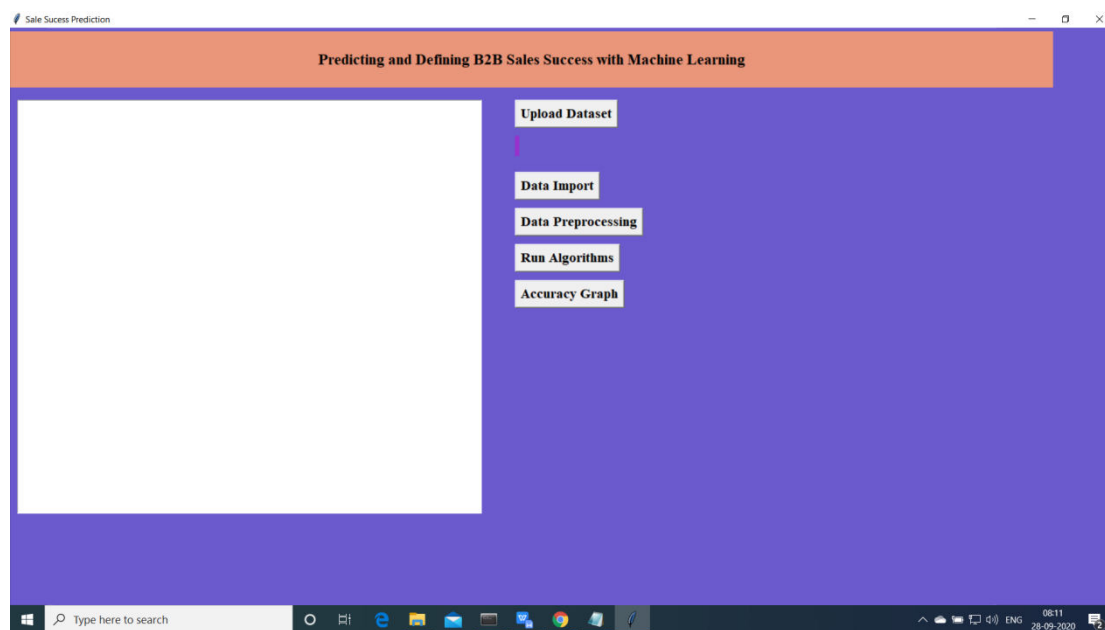 Sale Sucess Prediction
Predicting and Defining B2B Sales Success with Machine Learning
Upload Dataset
Data Import
Data Preprocessing
Run Algorithms
Accuracy Graph
Type here to search
ENG
08:11
28-09-2020
2